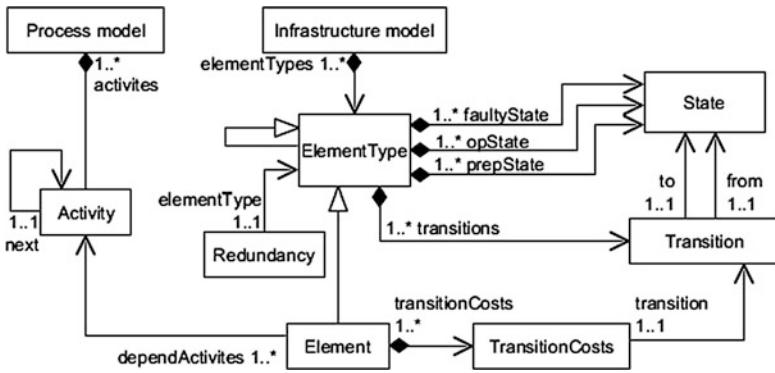 Process model
Infrastructure model
1..*
activites
elementTypes 1..*
State
1..* faultyState
1..* opState
1..* prepState
ElementType
elementType
1..1
Activity
1..1
next
to
1..1
from
1..1
1..* transitions
Redundancy
Transition
transitionCosts
1..*
transition
1..1
dependActivites 1..*
Element
TransitionCosts